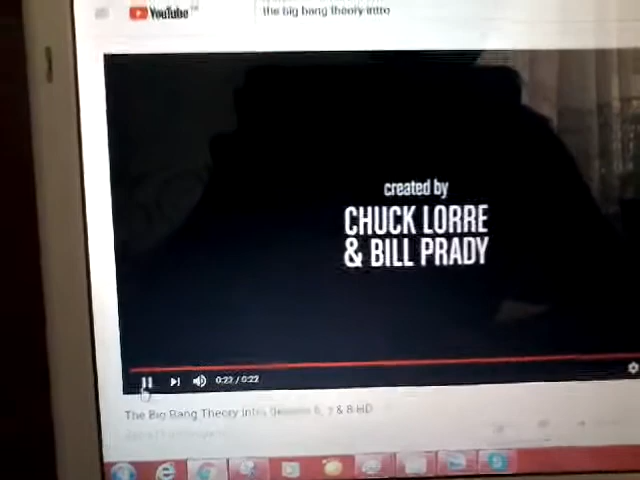 YouTube
the big bang theory intro
created by
CHUCK LORRE
& BILL PRADY
0:22 / 0:22
The Big Bang Theory Intro Season 6, 7 & 8 HD